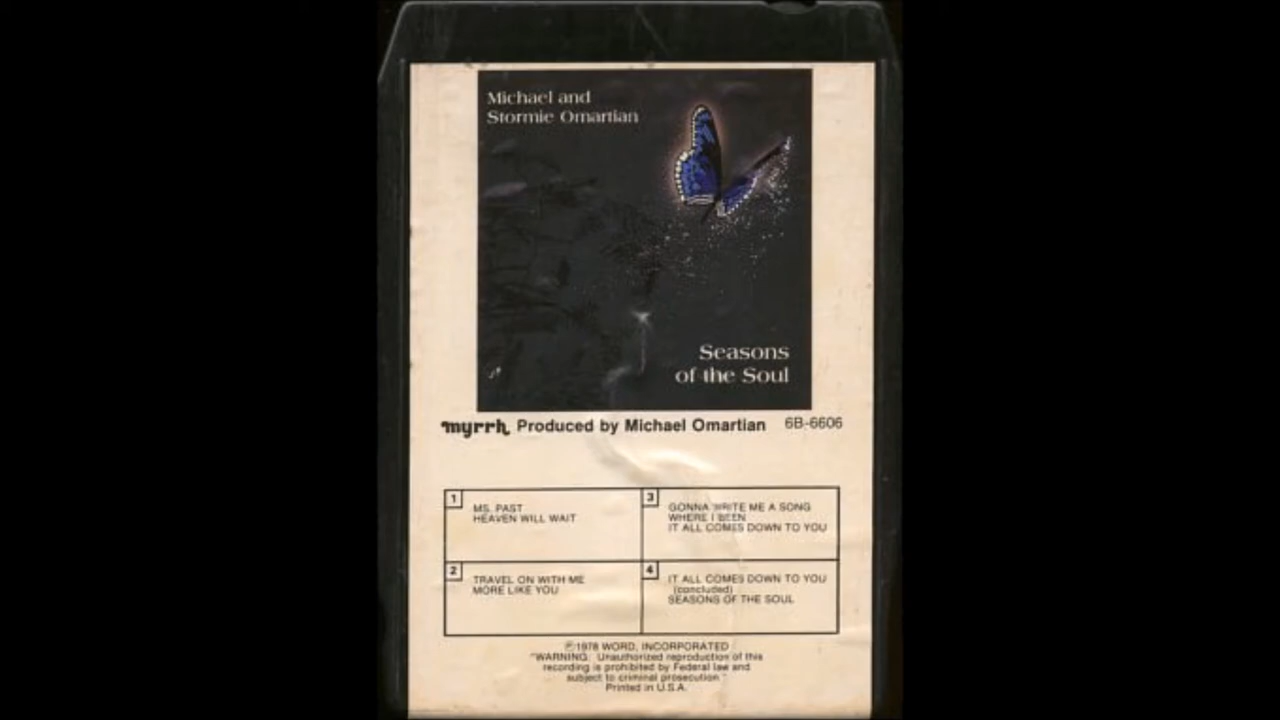 Michael and
Stormie Omartian
Seasons
of the Soul
myrrh Produced by Michael Omartian 6B-6606
1
MS. PAST
HEAVEN WILL WAIT
2
TRAVEL ON WITH ME
MORE LIKE YOU
3
GONNA WRITE ME A SONG
WHERE I BEEN
IT ALL COMES DOWN TO YOU
4
IT ALL COMES DOWN TO YOU
(concluded)
SEASONS OF THE SOUL
℗1978 WORD, INCORPORATED
"WARNING: Unauthorized reproduction of this
recording is prohibited by Federal law and
subject to criminal prosecution"
Printed in U.S.A.